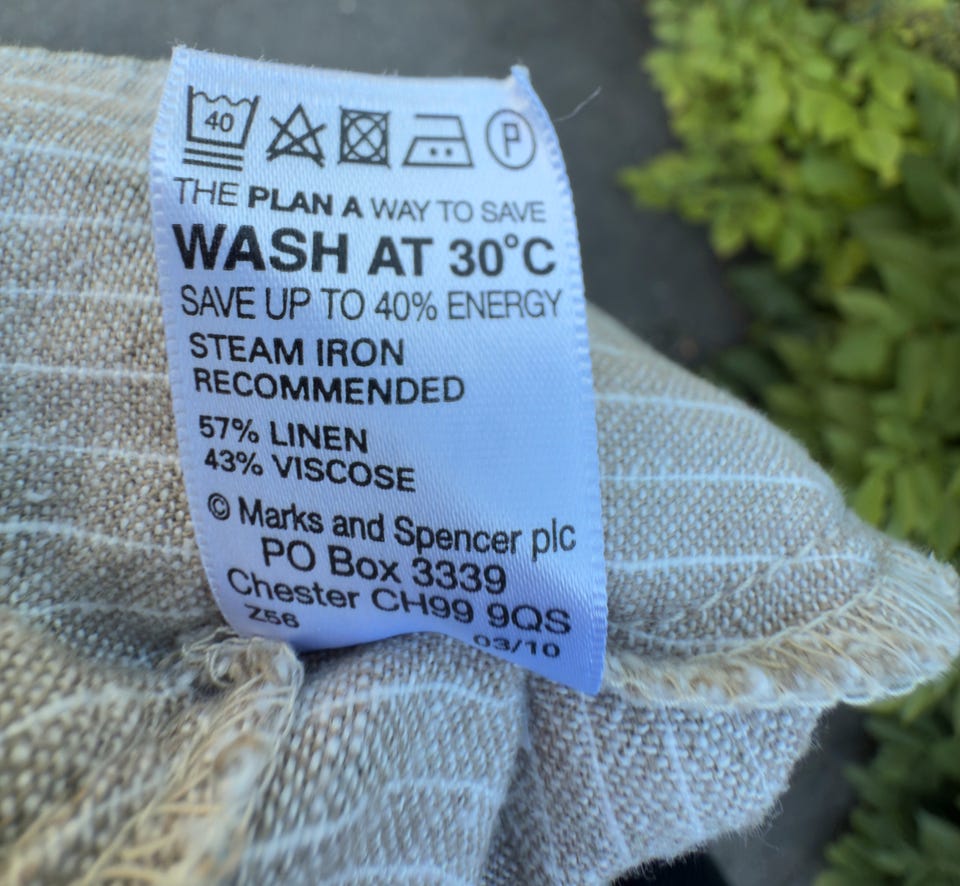 40 P
THE PLAN A WAY TO SAVE
WASH AT 30°C
SAVE UP TO 40% ENERGY
STEAM IRON
RECOMMENDED
57% LINEN
43% VISCOSE
© Marks and Spencer plc
PO Box 3339
Chester CH99 9QS
Z56 03/10